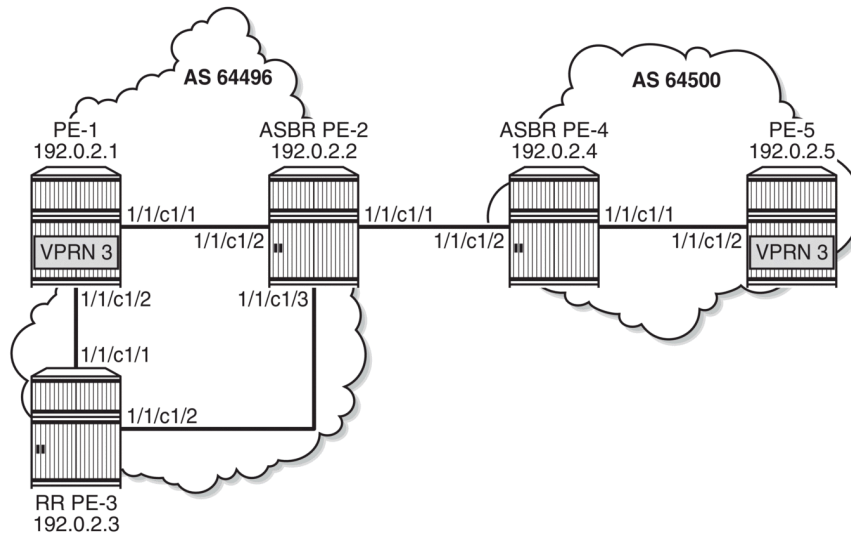 AS 64496
AS 64500
PE-1
192.0.2.1
ASBR PE-2
192.0.2.2
ASBR PE-4
192.0.2.4
PE-5
192.0.2.5
1/1/c1/1
1/1/c1/2
1/1/c1/1
1/1/c1/2
1/1/c1/1
1/1/c1/2
VPRN 3
VPRN 3
1/1/c1/2
1/1/c1/3
1/1/c1/1
1/1/c1/2
RR PE-3
192.0.2.3